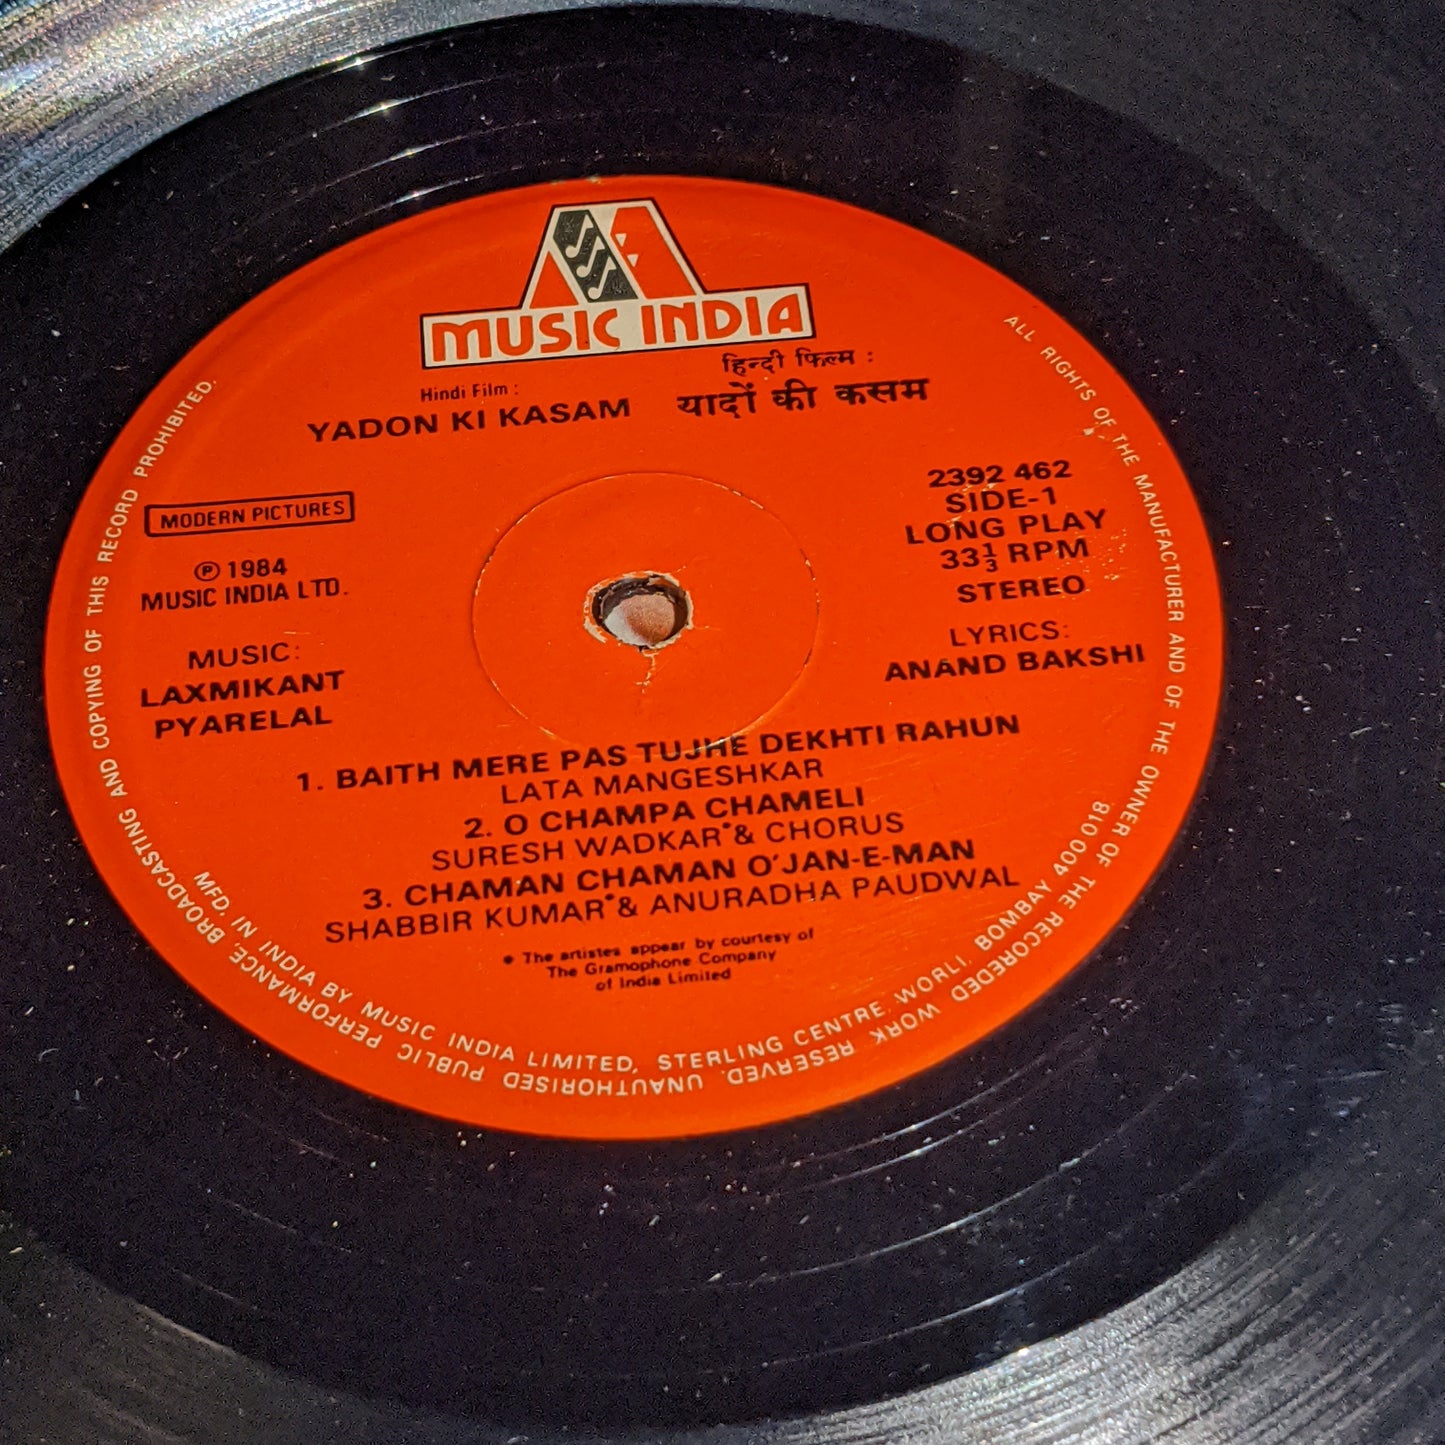 MUSIC INDIA
Hindi Film :
YADON KI KASAM
हिन्दी फिल्म :
यादों की कसम
MODERN PICTURES
Ⓟ 1984
MUSIC INDIA LTD.
MUSIC:
LAXMIKANT
PYARELAL
2392 462
SIDE-1
LONG PLAY
33⅓ RPM
STEREO
LYRICS:
ANAND BAKSHI
1. BAITH MERE PAS TUJHE DEKHTI RAHUN
LATA MANGESHKAR
2. O CHAMPA CHAMELI
SURESH WADKAR* & CHORUS
3. CHAMAN CHAMAN O'JAN-E-MAN
SHABBIR KUMAR* & ANURADHA PAUDWAL
* The artistes appear by courtesy of
The Gramophone Company
of India Limited
MFD. IN INDIA BY MUSIC INDIA LIMITED, STERLING CENTRE, WORLI, BOMBAY 400 018
ALL RIGHTS OF THE MANUFACTURER AND OF THE OWNER OF THE RECORDED WORK RESERVED. UNAUTHORISED PUBLIC PERFORMANCE, BROADCASTING AND COPYING OF THIS RECORD PROHIBITED.